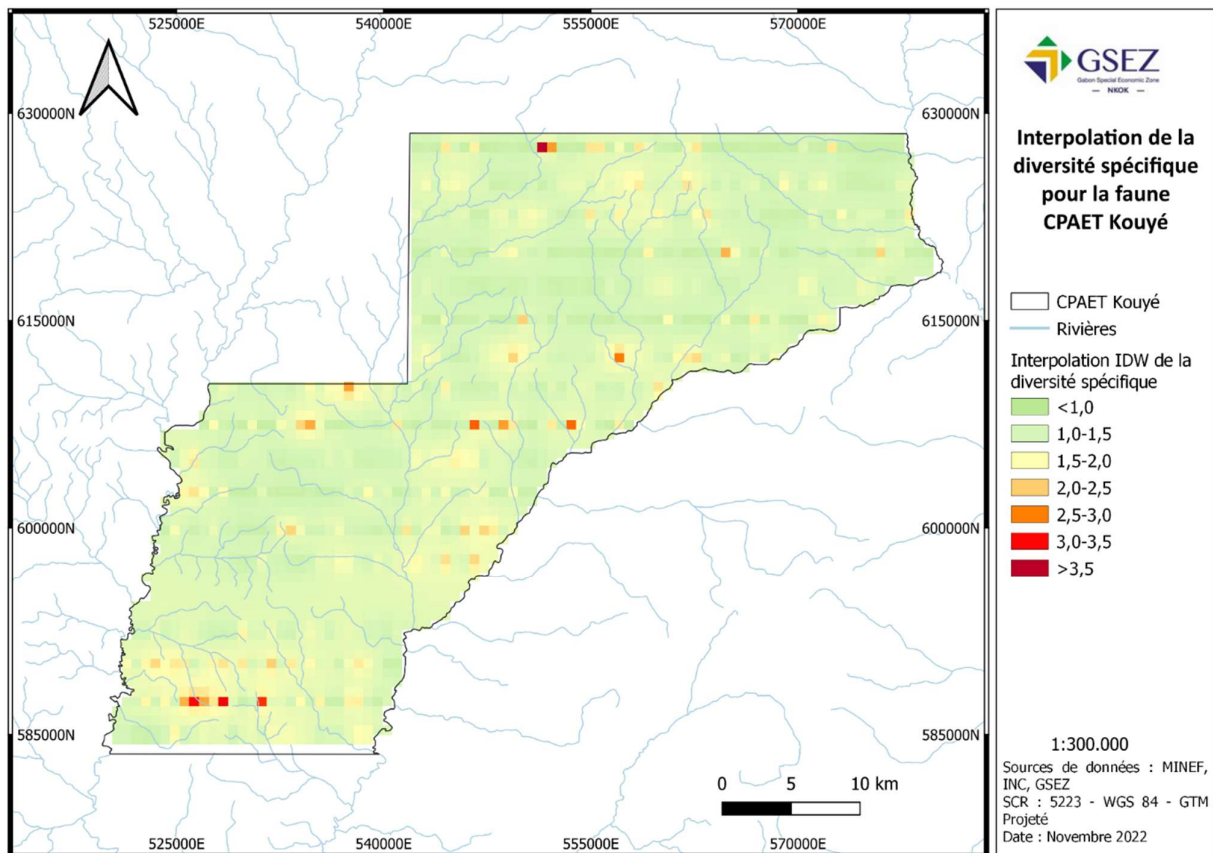 525000E 540000E 555000E 570000E
630000N 630000N
615000N 615000N
600000N 600000N
585000N 585000N
0 5 10 km
525000E 540000E 555000E 570000E
GSEZ
Gabon Special Economic Zone
— NKOK —
Interpolation de la
diversité spécifique
pour la faune
CPAET Kouyé
CPAET Kouyé
Rivières
Interpolation IDW de la
diversité spécifique
<1,0
1,0-1,5
1,5-2,0
2,0-2,5
2,5-3,0
3,0-3,5
>3,5
1:300.000
Sources de données : MINEF,
INC, GSEZ
SCR : 5223 - WGS 84 - GTM
Projeté
Date : Novembre 2022